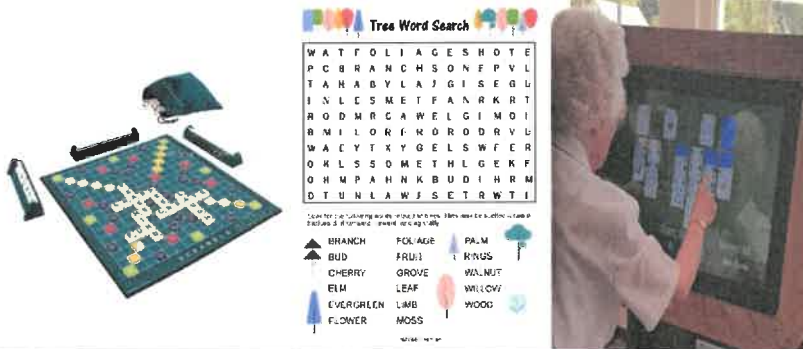 Tree Word Search
W A T F O L I A G E S H O T E
P C B R A N C H S O N E P V L
T A H A B Y L A J G I S E G L
I N L E S M E T F A N R K R T
R O D M R G A W E L G I M O I
B M I L O R F R O R O D R V L
W A E Y T X Y G E L S W F E R
O K L S S O M E T H L G E K F
O H M P A H N K B U D I H R M
D T U N L A W J S E T R W T I
BRANCH FOLIAGE PALM
BUD FRUIT RINGS
CHERRY GROVE WALNUT
ELM LEAF WILLOW
EVERGREEN LIMB WOOD
FLOWER MOSS